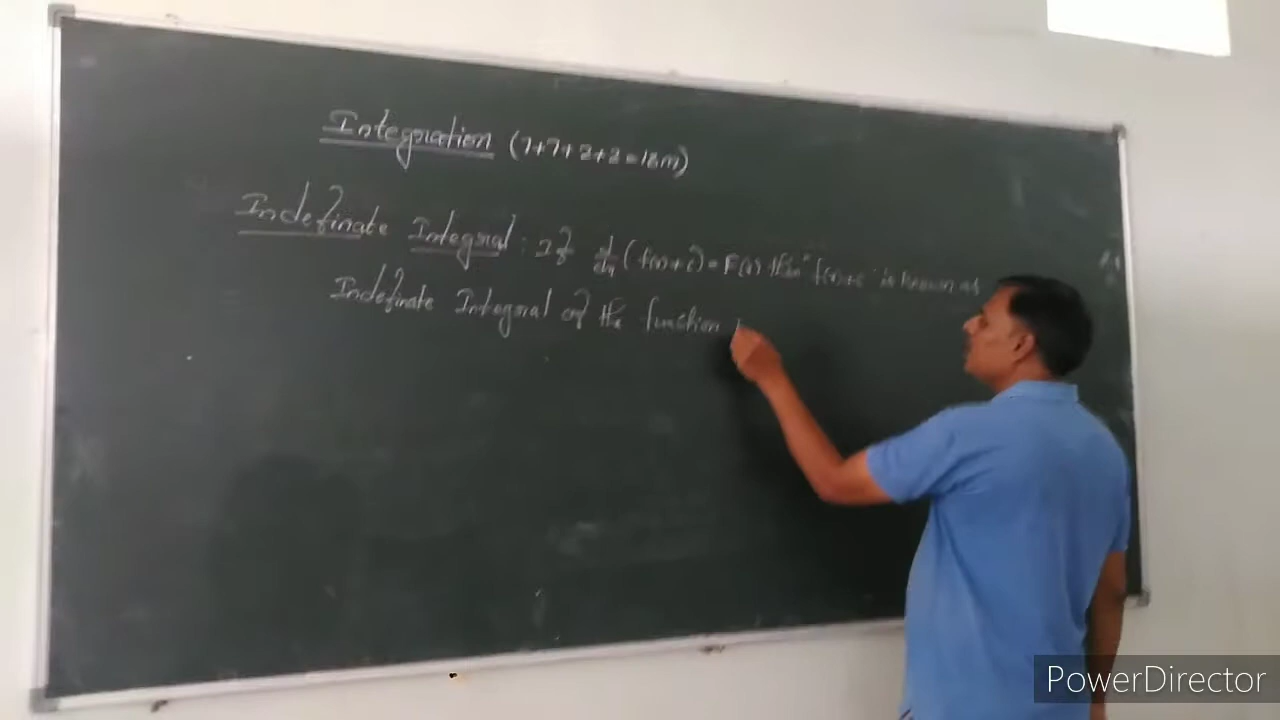 Integration (7+7+2+2=18m)
Indefinate Integral : If d/dx (f(x)+c) = F(x) then "f(x)+c" is known as
Indefinate Integral of the function
PowerDirector